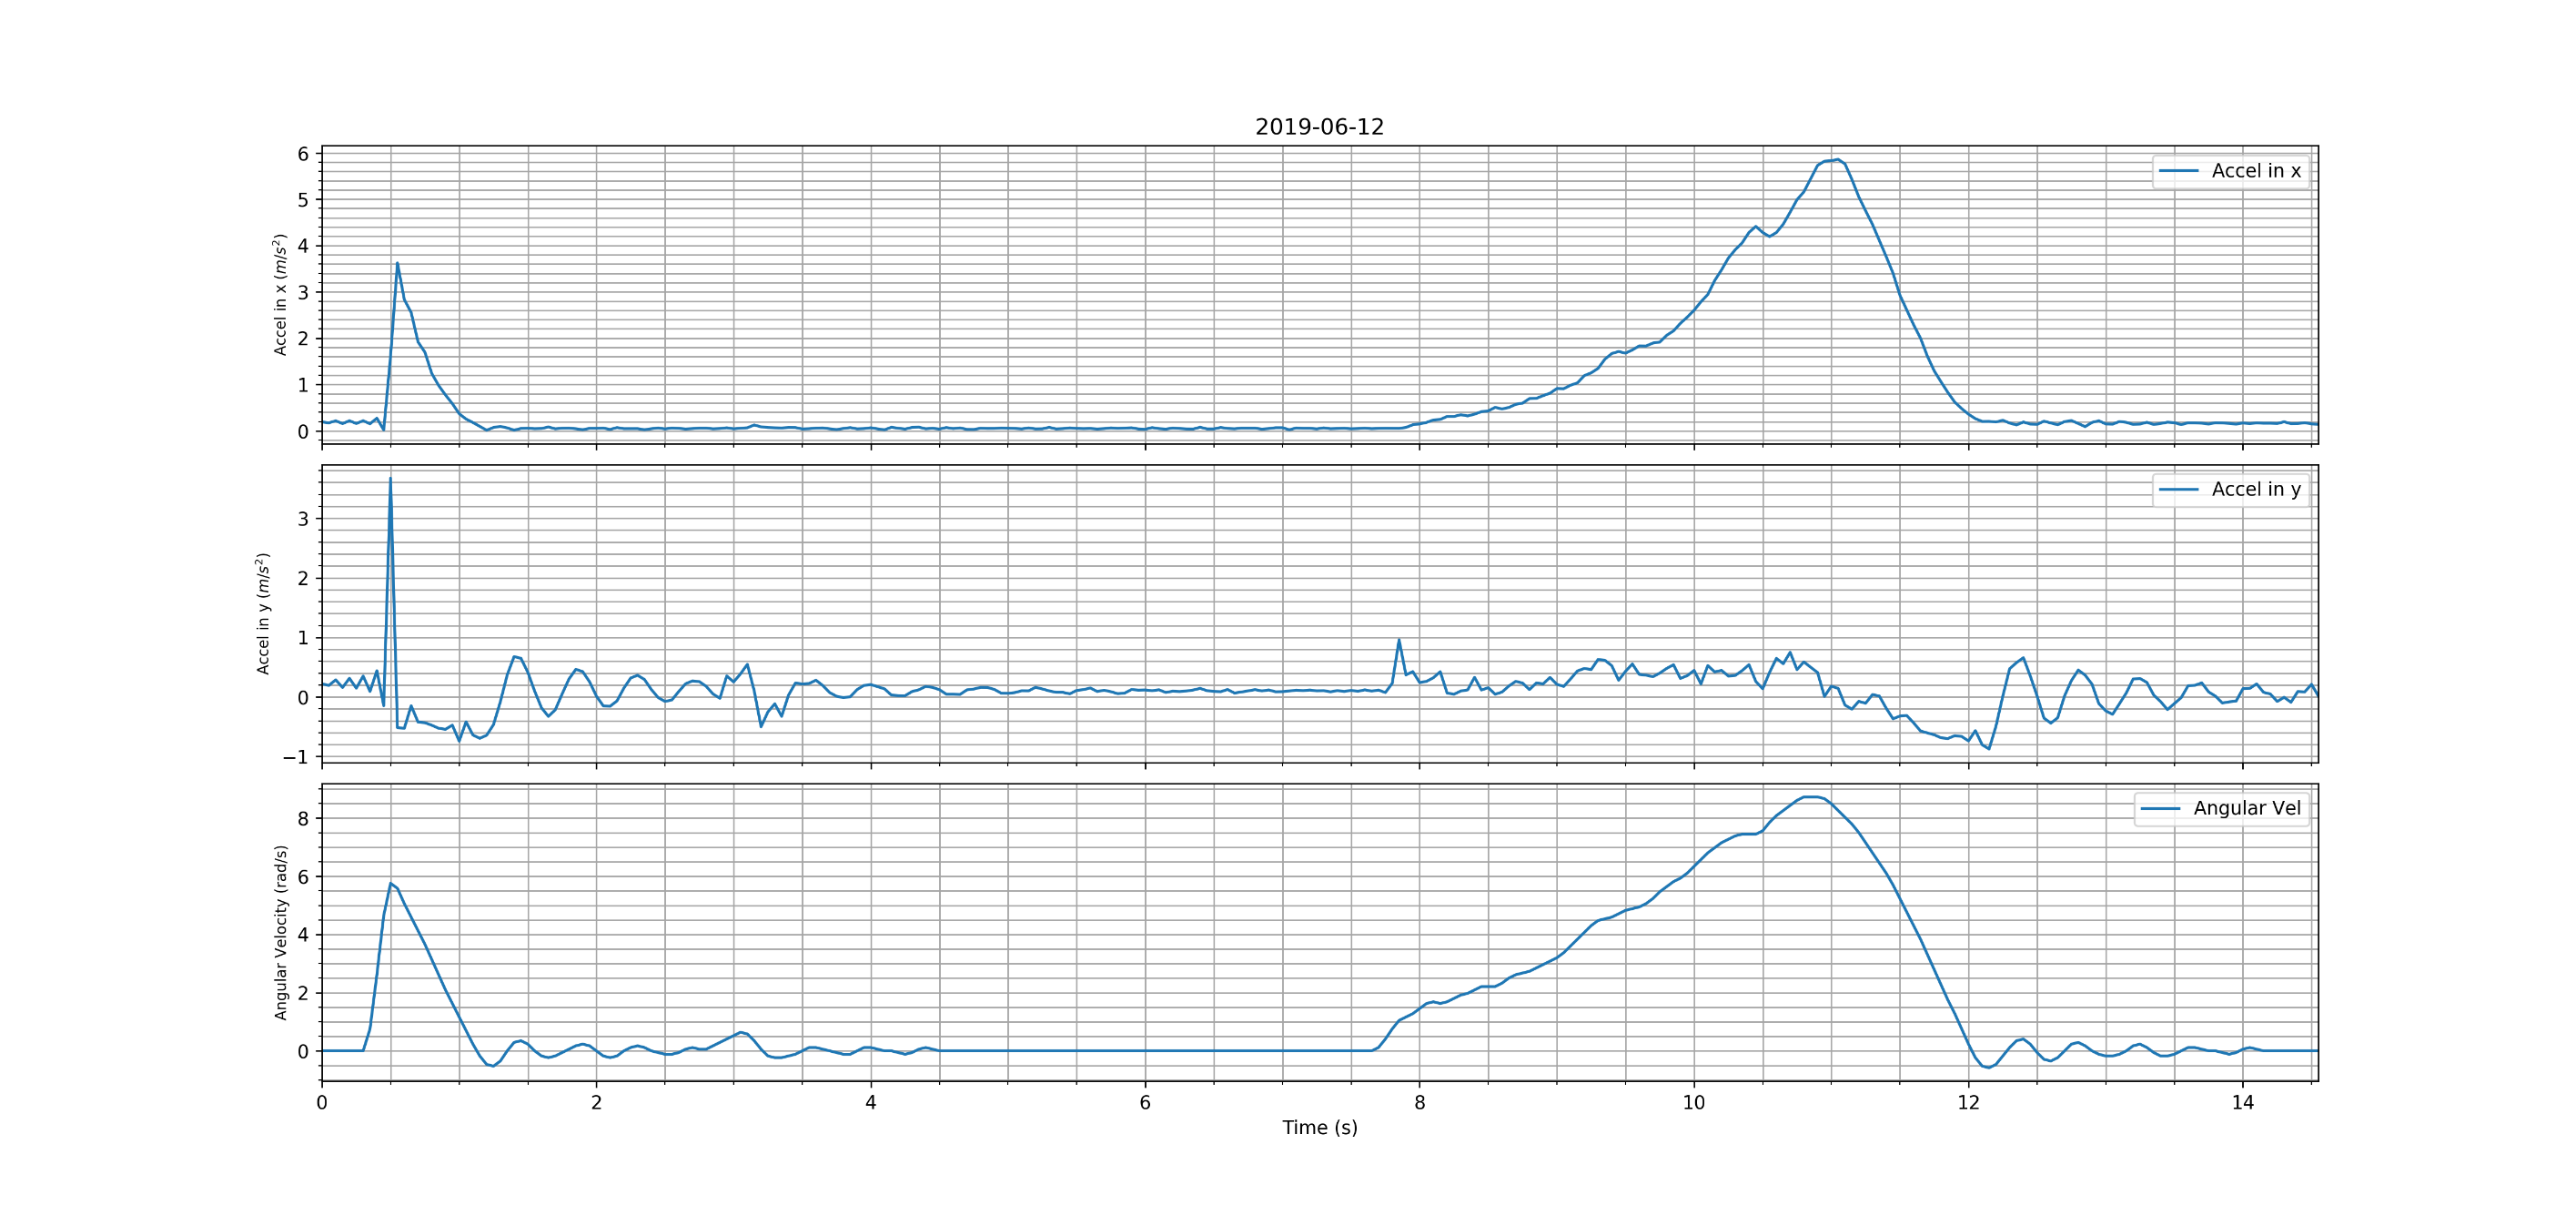 2019-06-12
6
5
4
3
2
1
0
Accel in x (m/s²)
Accel in x
3
2
1
0
−1
Accel in y (m/s²)
Accel in y
8
6
4
2
0
Angular Velocity (rad/s)
Angular Vel
0 2 4 6 8 10 12 14
Time (s)